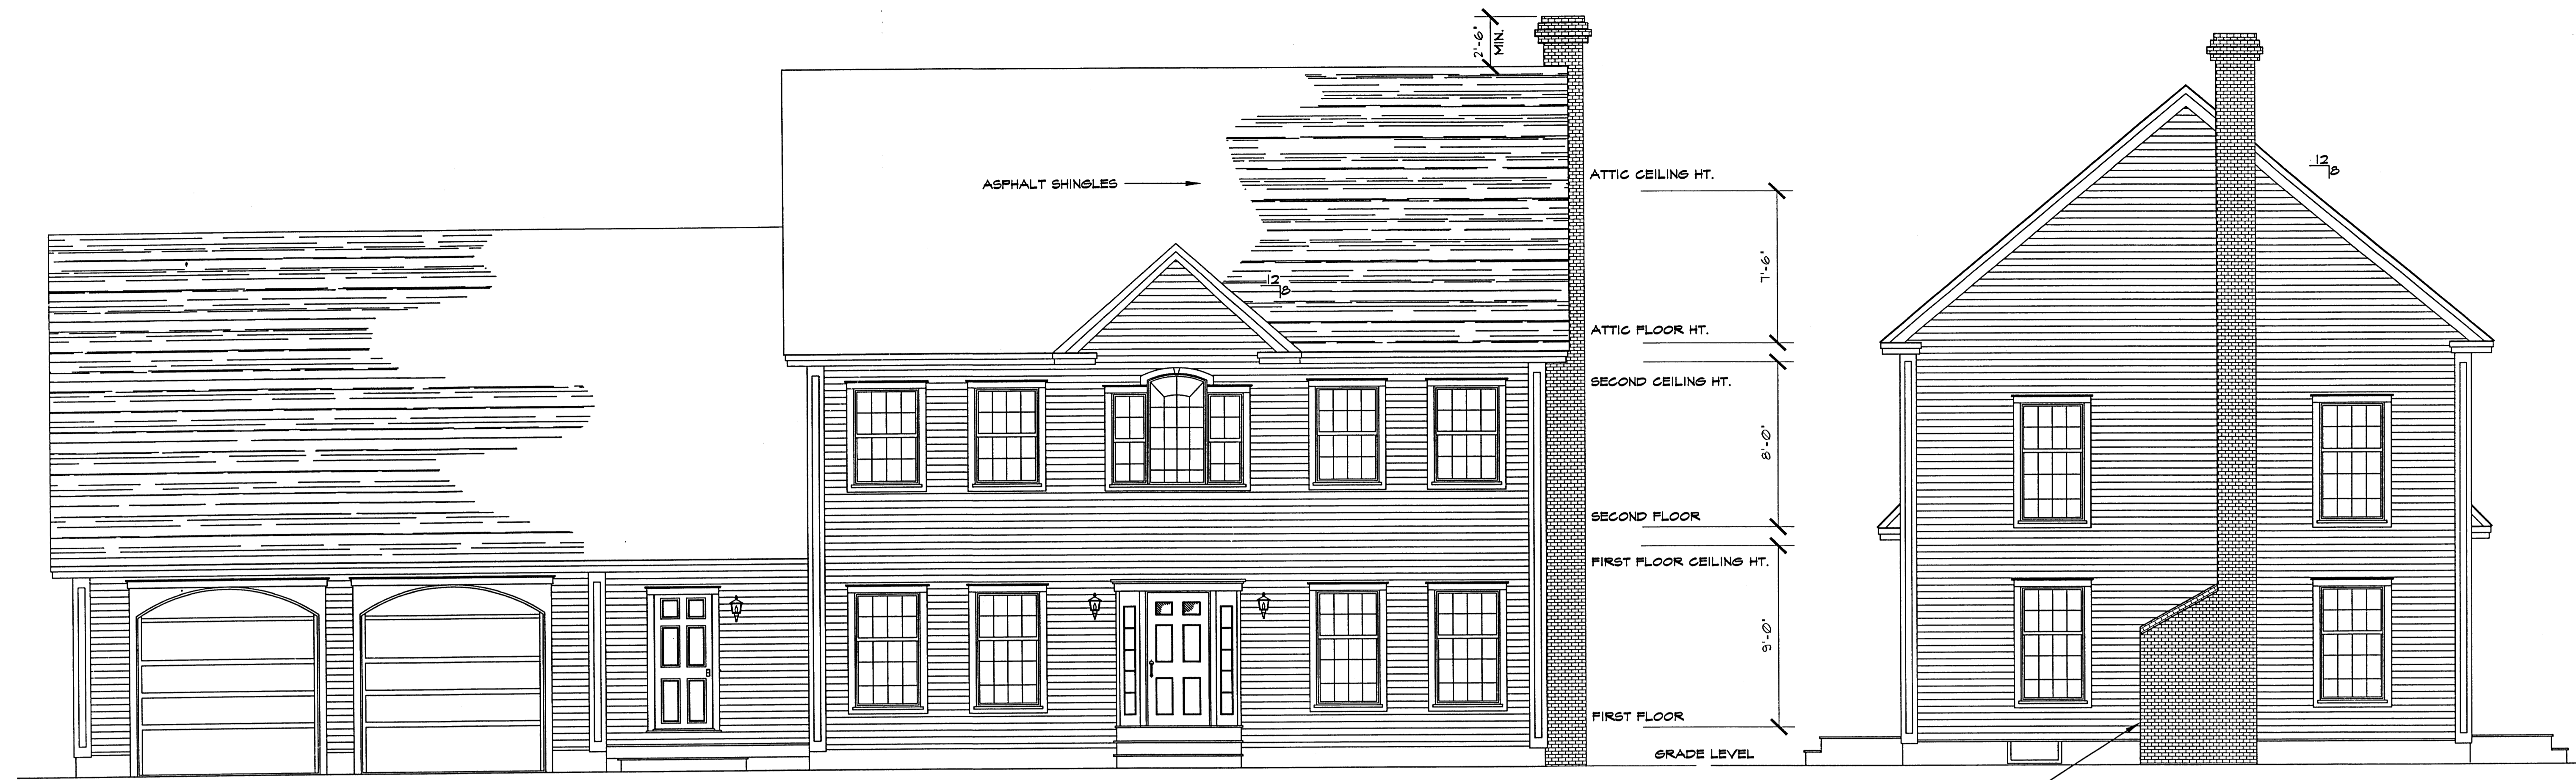 2'-6"
MIN.
ASPHALT SHINGLES
12
8
ATTIC CEILING HT.
7'-6"
ATTIC FLOOR HT.
SECOND CEILING HT.
8'-0"
SECOND FLOOR
FIRST FLOOR CEILING HT.
9'-0"
FIRST FLOOR
GRADE LEVEL
12
8